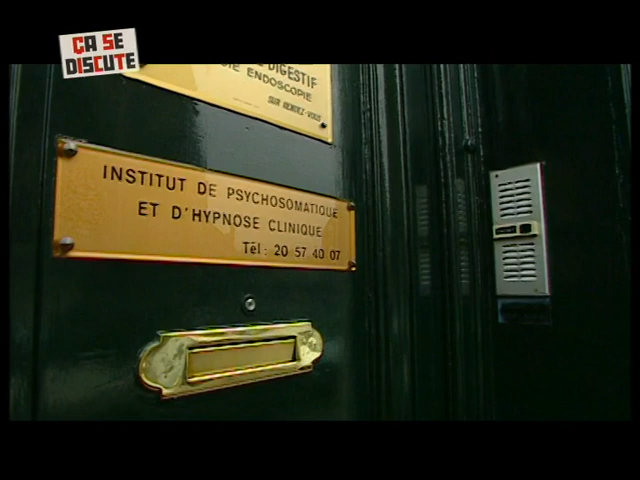 ÇA SE
DISCUTE
DIGESTIF
ENDOSCOPIE
SUR RENDEZ-VOUS
INSTITUT DE PSYCHOSOMATIQUE
ET D'HYPNOSE CLINIQUE
Tél : 20 57 40 07